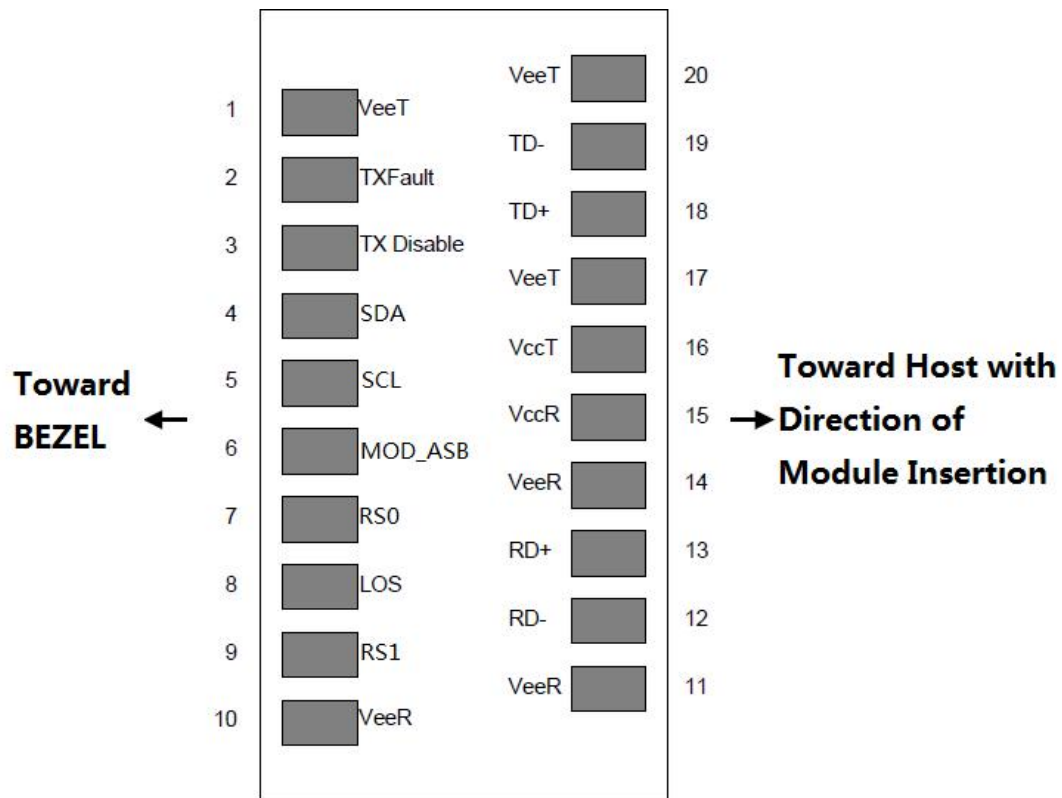 1 VeeT
2 TXFault
3 TX Disable
4 SDA
5 SCL
6 MOD_ASB
7 RS0
8 LOS
9 RS1
10 VeeR
VeeT 20
TD- 19
TD+ 18
VeeT 17
VccT 16
VccR 15
VeeR 14
RD+ 13
RD- 12
VeeR 11
Toward
BEZEL
Toward Host with
Direction of
Module Insertion